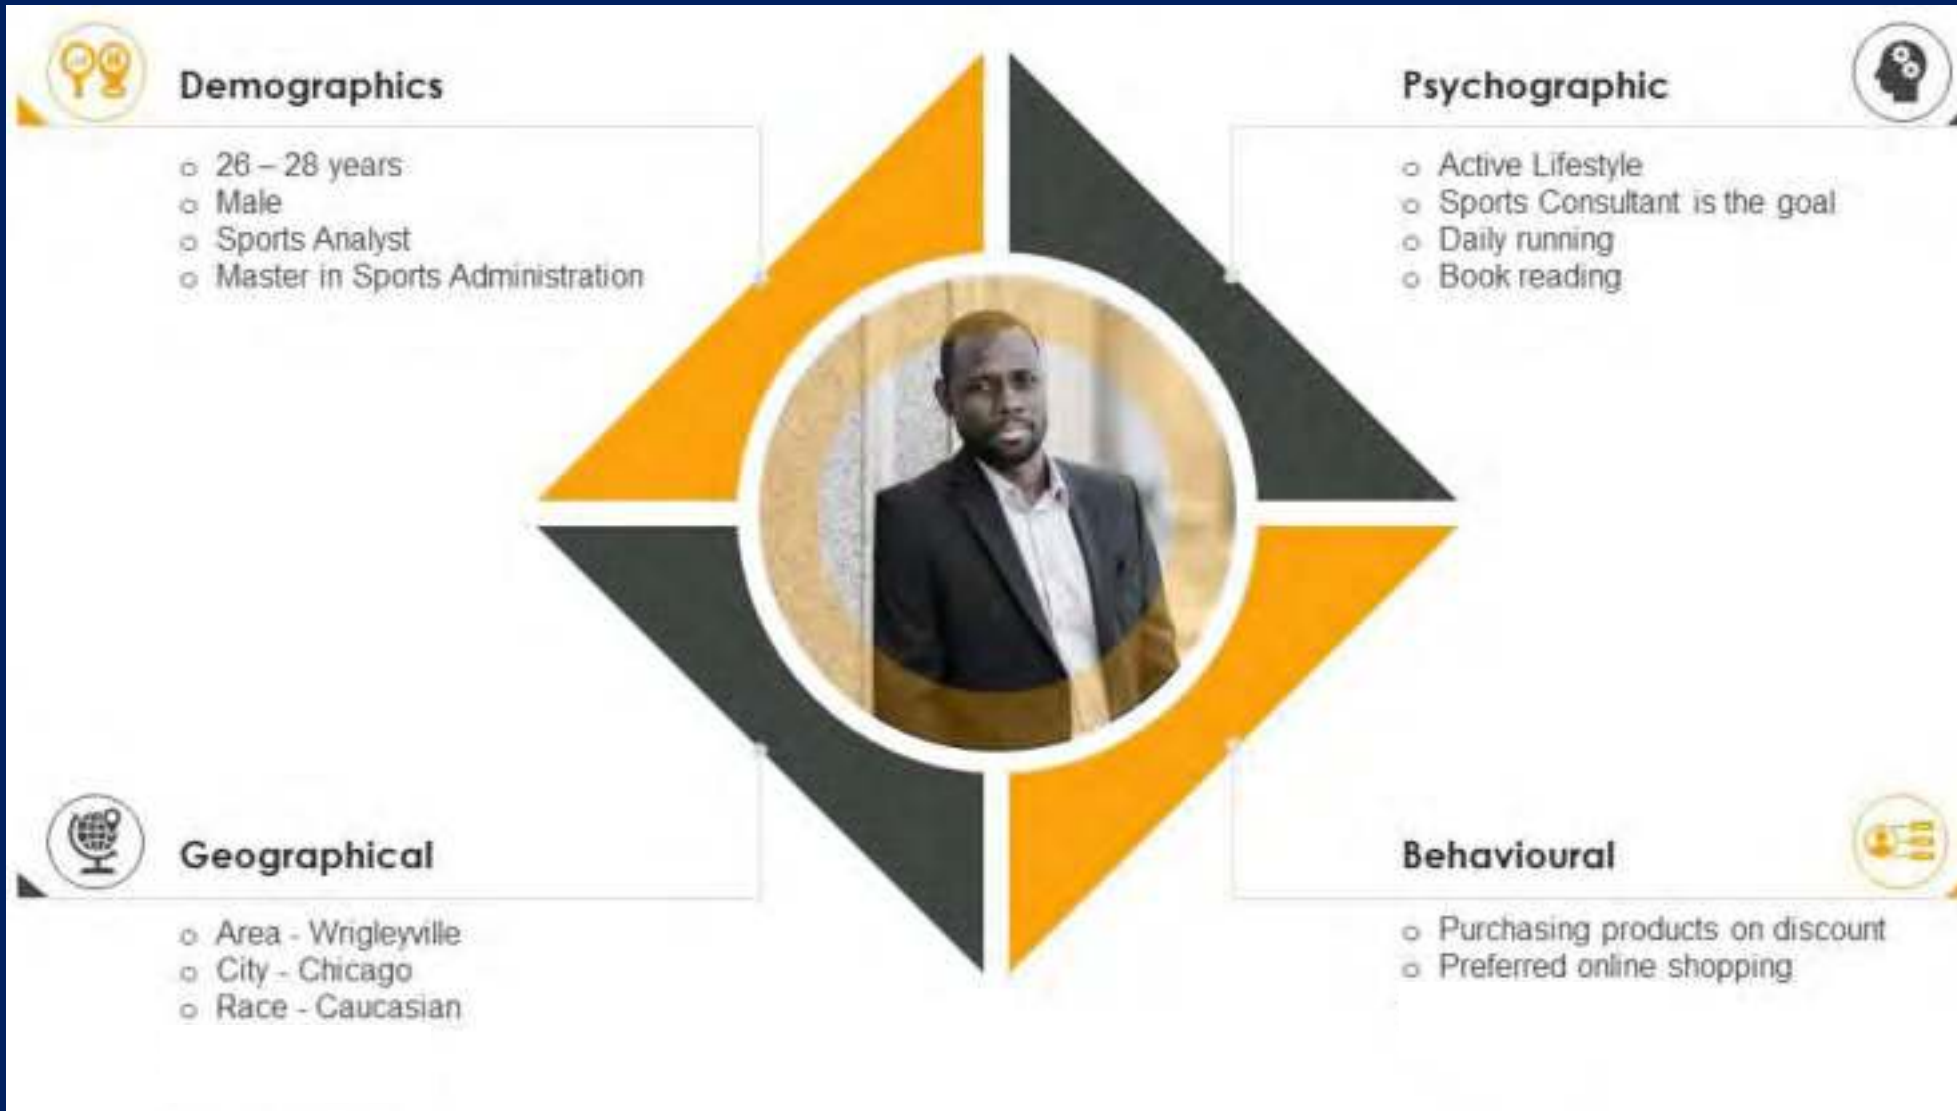 Demographics
o 26 – 28 years
o Male
o Sports Analyst
o Master in Sports Administration
Psychographic
o Active Lifestyle
o Sports Consultant is the goal
o Daily running
o Book reading
Geographical
o Area - Wrigleyville
o City - Chicago
o Race - Caucasian
Behavioural
o Purchasing products on discount
o Preferred online shopping